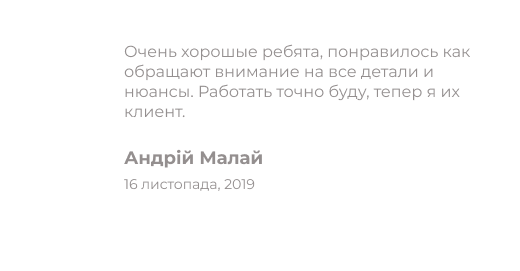 Очень хорошые ребята, понравилось как
обращают внимание на все детали и
нюансы. Работать точно буду, тепер я их
клиент.
Андрій Малай
16 листопада, 2019